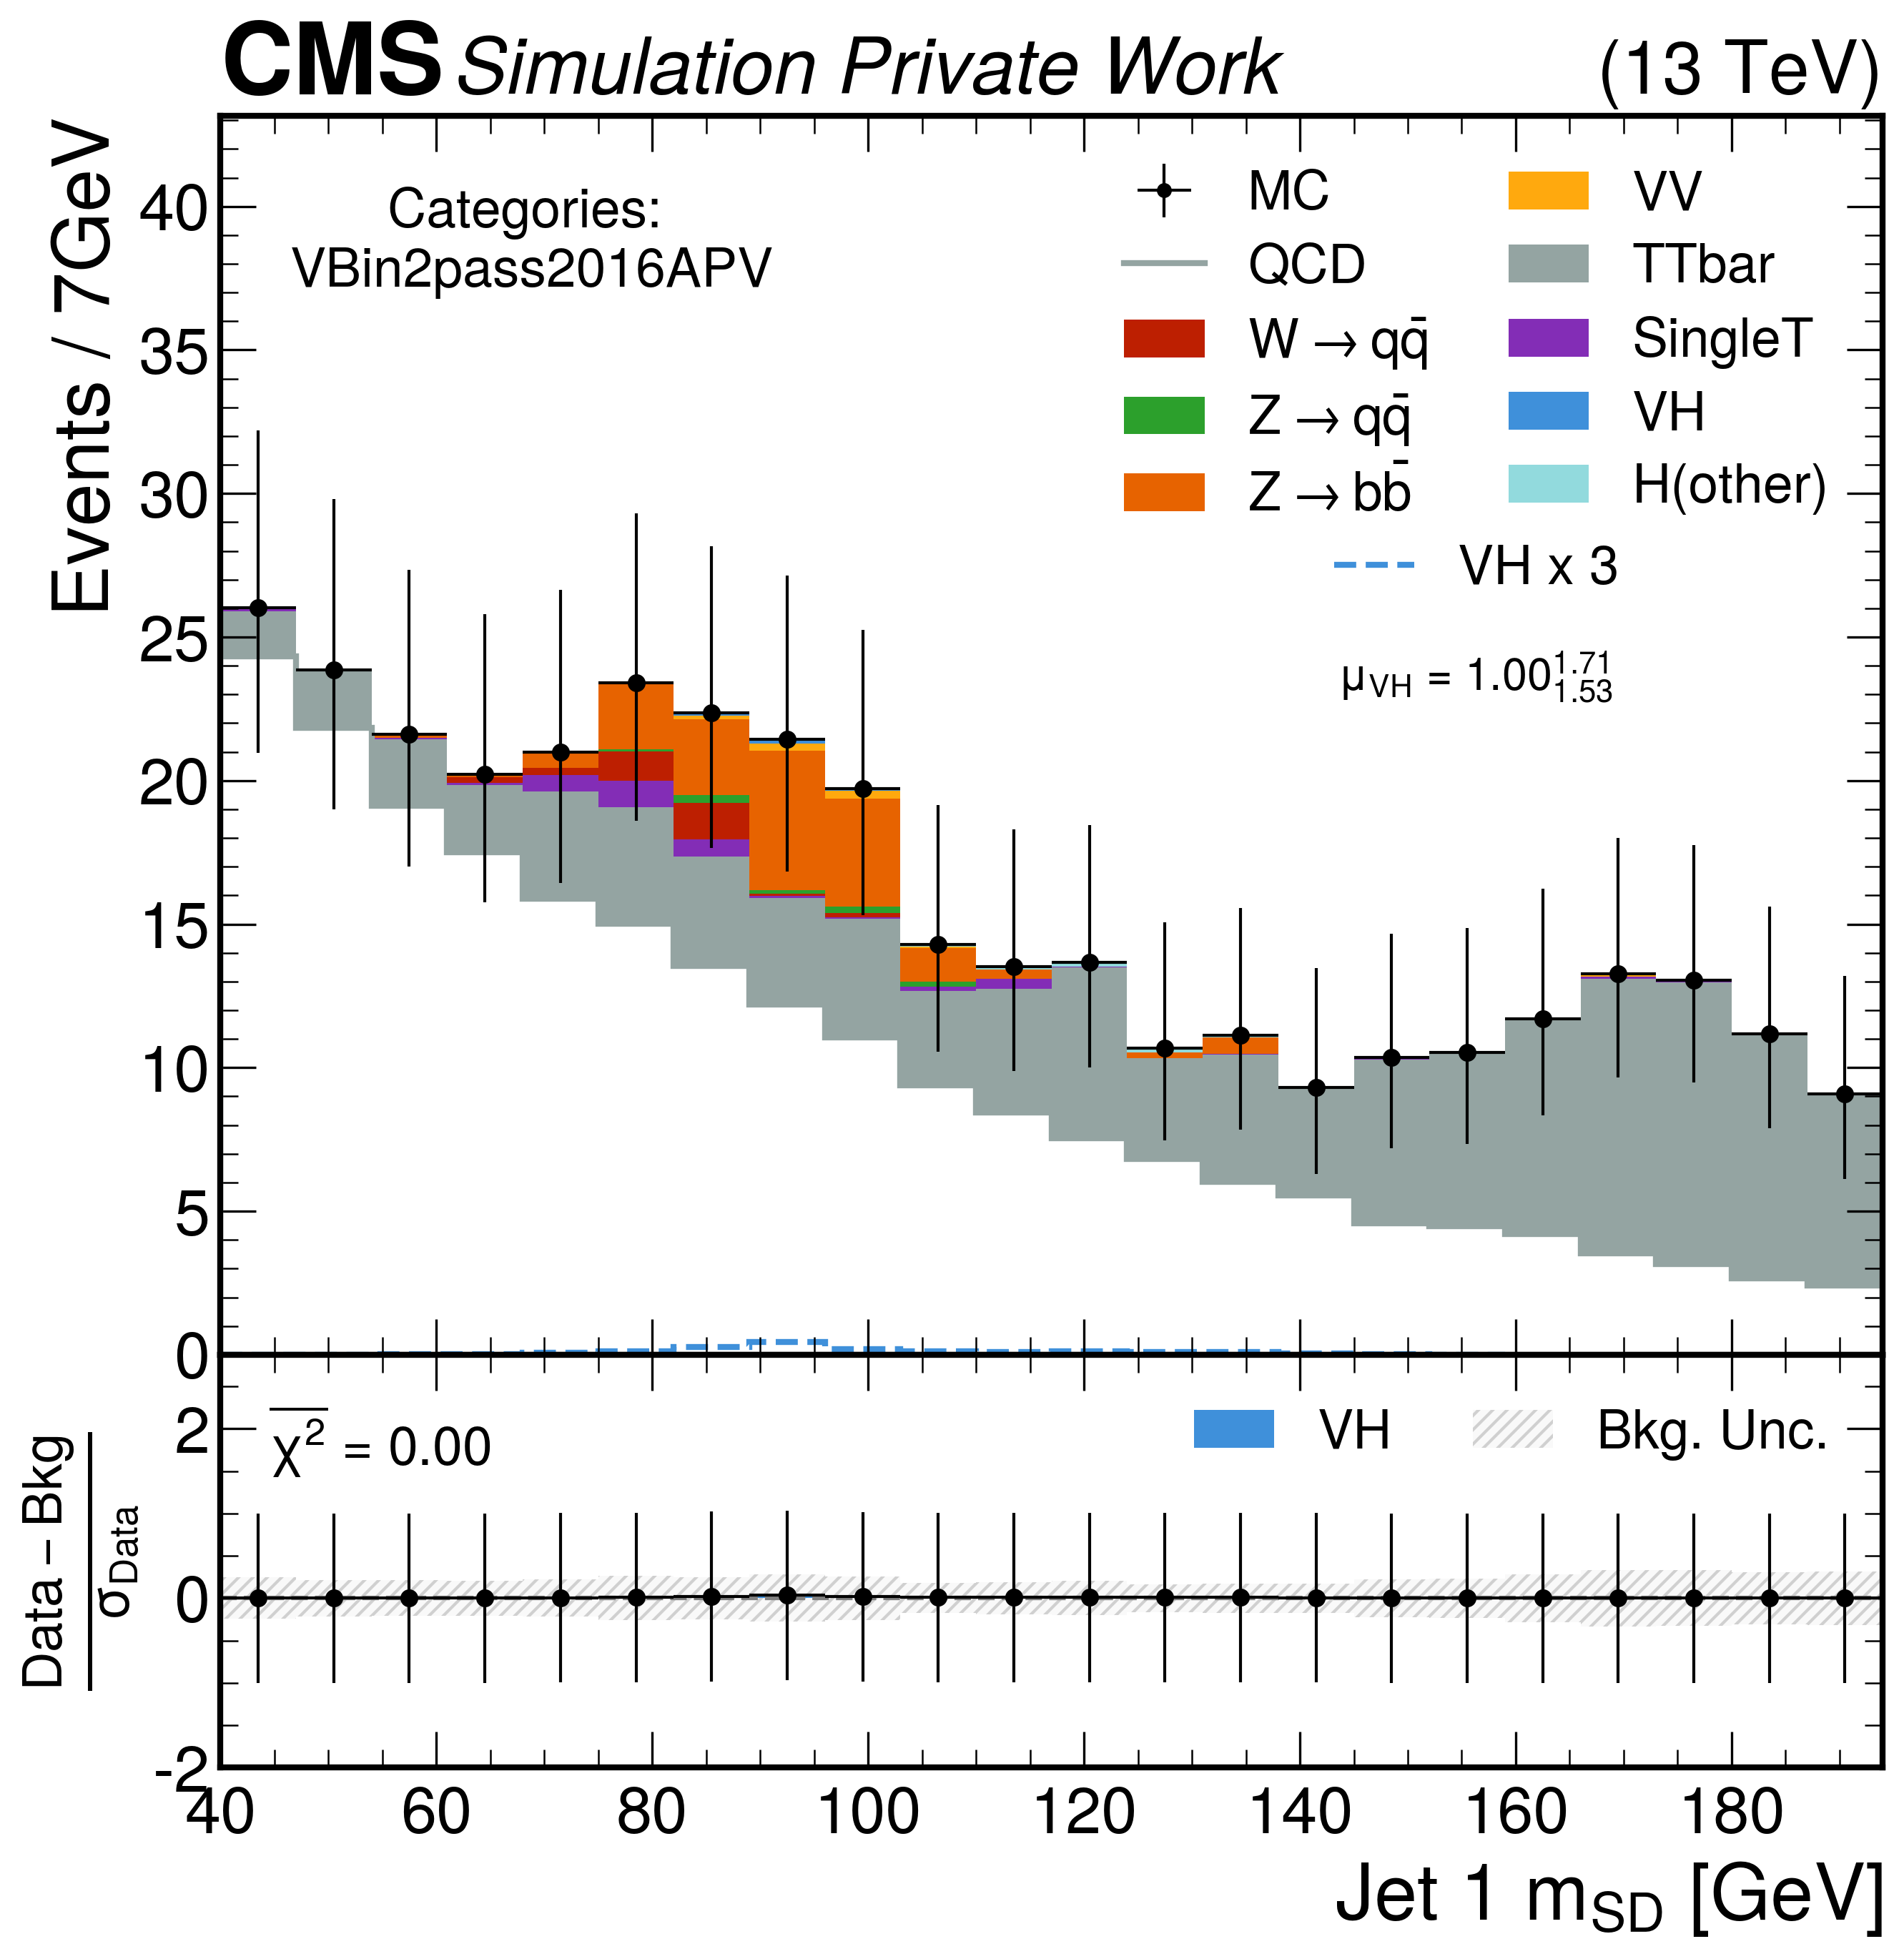 CMS Simulation Private Work (13 TeV)
Events / 7GeV
Categories:
VBin2pass2016APV
MC
QCD
W → qq̄
Z → qq̄
Z → bb̄
VV
TTbar
SingleT
VH
H(other)
VH x 3
μ_VH = 1.00^1.71_1.53
40
35
30
25
20
15
10
5
0
Data – Bkg
σ_Data
χ² = 0.00
VH
Bkg. Unc.
2
0
-2
40 60 80 100 120 140 160 180
Jet 1 m_SD [GeV]